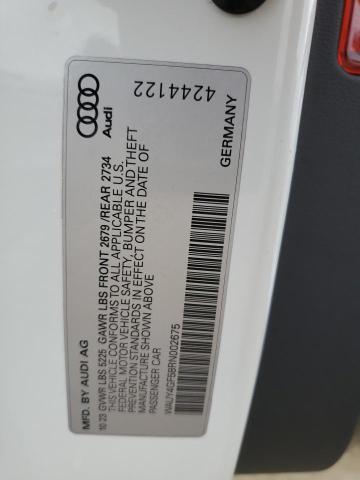 Audi
4244122
GERMANY
MFD. BY AUDI AG
10 23 GVWR LBS 5225 GAWR LBS FRONT 2679 /REAR 2734
THIS VEHICLE CONFORMS TO ALL APPLICABLE U.S.
FEDERAL MOTOR VEHICLE SAFETY, BUMPER AND THEFT
PREVENTION STANDARDS IN EFFECT ON THE DATE OF
MANUFACTURE SHOWN ABOVE
PASSENGER CAR
WAUY4GF58RN002675